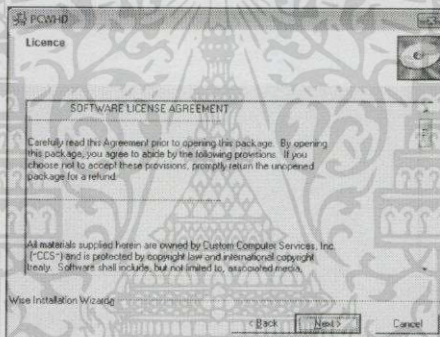 PCWHD
Licence
SOFTWARE LICENSE AGREEMENT
Carefully read this Agreement prior to opening this package. By opening
this package, you agree to abide by the following provisions. If you
choose not to accept these provisions, promptly return the unopened
package for a refund.
All materials supplied herein are owned by Custom Computer Services, Inc.
("CCS") and is protected by copyright law and international copyright
treaty. Software shall include, but not limited to, associated media,
Wise Installation Wizard
< Back
Next >
Cancel